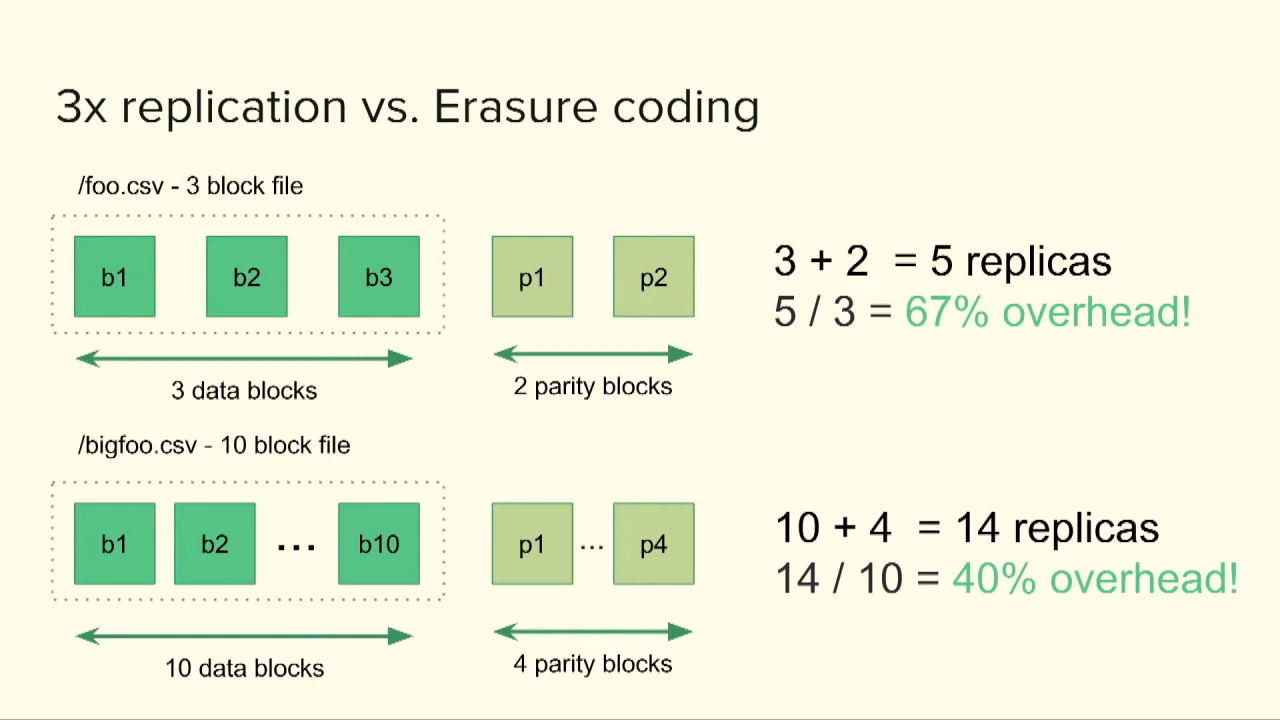 3x replication vs. Erasure coding
/foo.csv - 3 block file
b1 b2 b3 p1 p2
3 + 2 = 5 replicas
5 / 3 = 67% overhead!
3 data blocks
2 parity blocks
/bigfoo.csv - 10 block file
b1 b2 ... b10 p1 ... p4
10 + 4 = 14 replicas
14 / 10 = 40% overhead!
10 data blocks
4 parity blocks